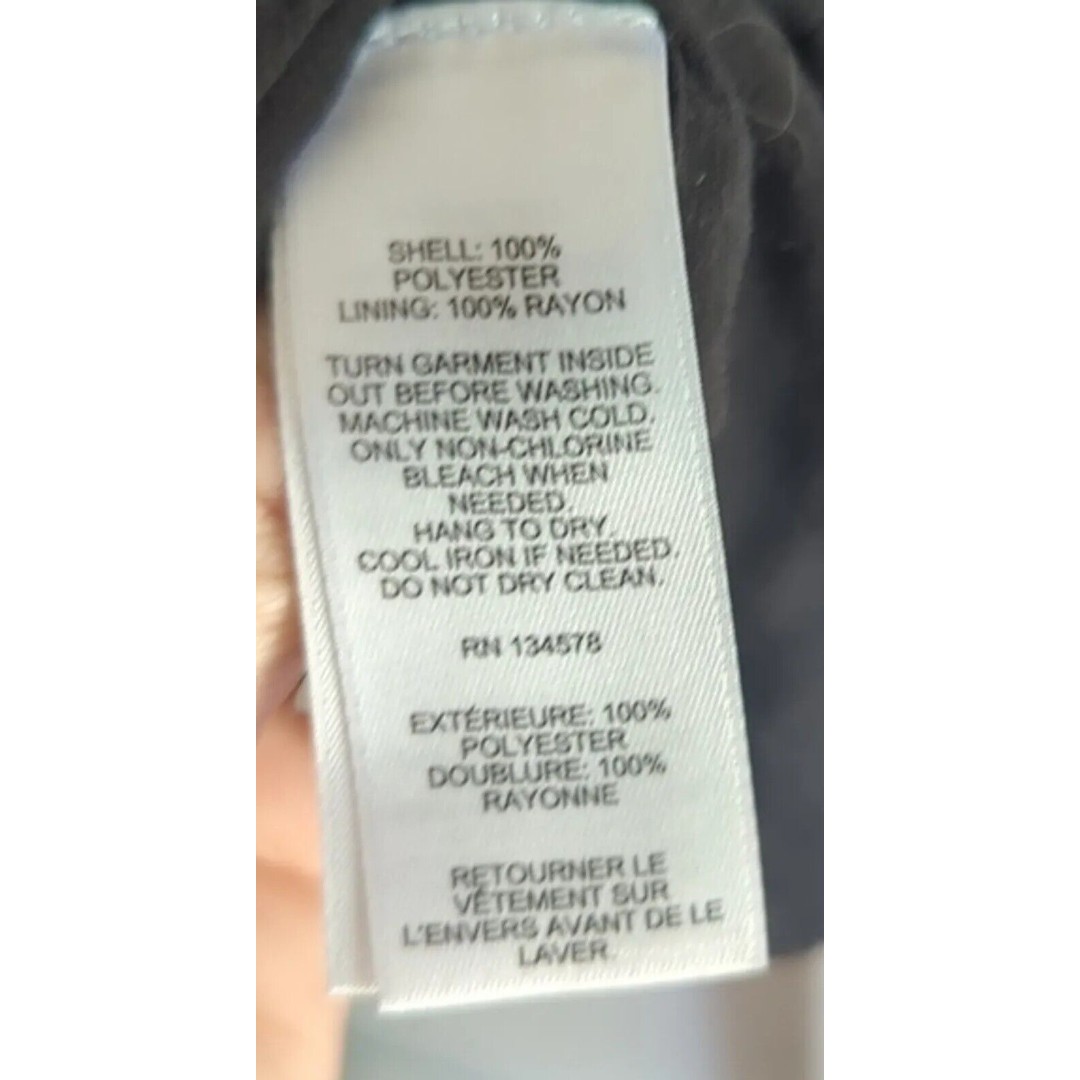 SHELL: 100%
POLYESTER
LINING: 100% RAYON
TURN GARMENT INSIDE
OUT BEFORE WASHING.
MACHINE WASH COLD.
ONLY NON-CHLORINE
BLEACH WHEN
NEEDED.
HANG TO DRY.
COOL IRON IF NEEDED.
DO NOT DRY CLEAN.
RN 134578
EXTÉRIEURE: 100%
POLYESTER
DOUBLURE: 100%
RAYONNE
RETOURNER LE
VÊTEMENT SUR
L'ENVERS AVANT DE LE
LAVER.